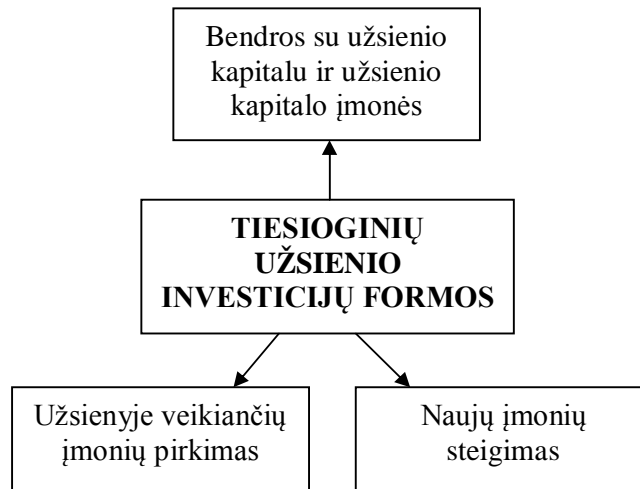 Bendros su užsienio
kapitalu ir užsienio
kapitalo įmonės
TIESIOGINIŲ
UŽSIENIO
INVESTICIJŲ FORMOS
Užsienyje veikiančių
įmonių pirkimas
Naujų įmonių
steigimas